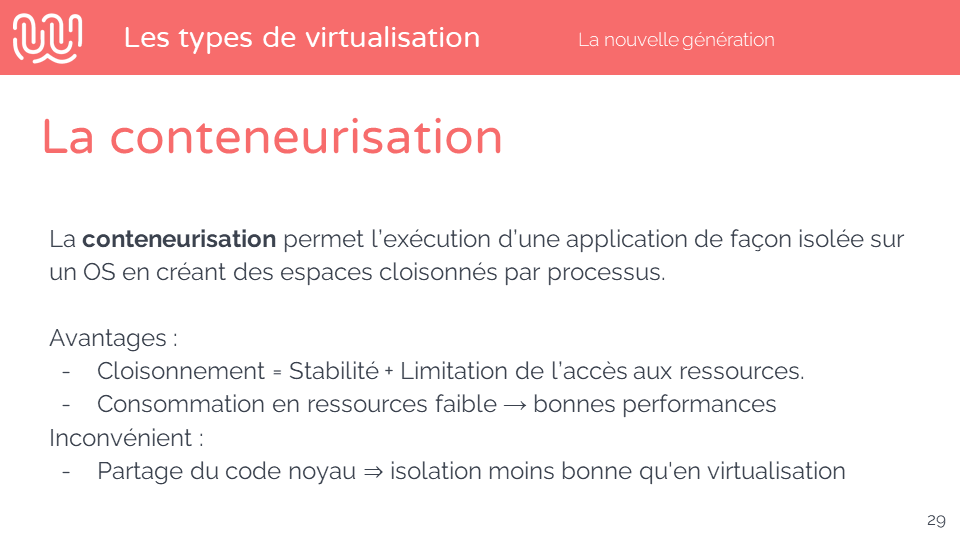 Les types de virtualisation
La nouvelle génération
La conteneurisation
La conteneurisation permet l’exécution d’une application de façon isolée sur
un OS en créant des espaces cloisonnés par processus.
Avantages :
- Cloisonnement = Stabilité + Limitation de l’accès aux ressources.
- Consommation en ressources faible → bonnes performances
Inconvénient :
- Partage du code noyau ⇒ isolation moins bonne qu'en virtualisation
29